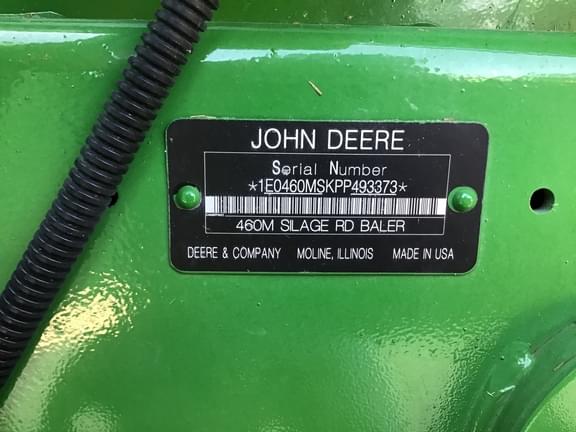 JOHN DEERE
Serial Number
*1E0460MSKPP493373*
460M SILAGE RD BALER
DEERE & COMPANY MOLINE, ILLINOIS MADE IN USA